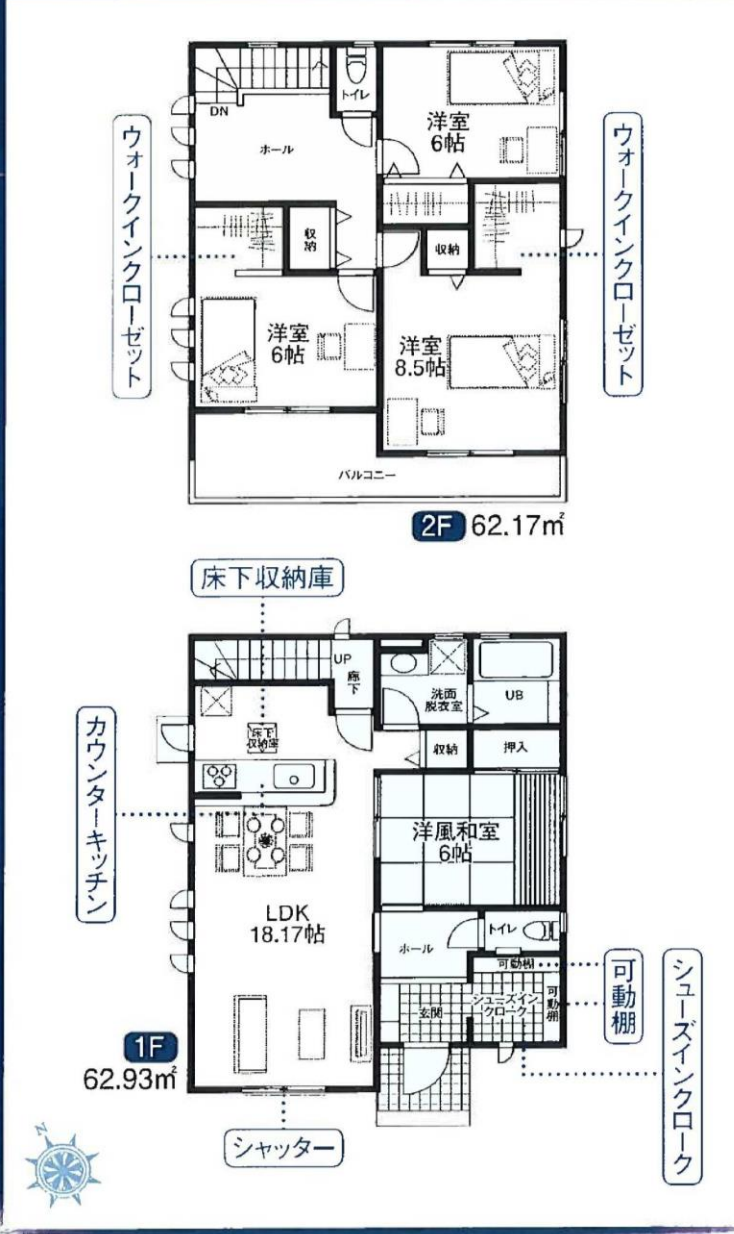 トイレ
DN
ホール
洋室
6帖
ウォークインクローゼット
ウォークインクローゼット
収納
収納
洋室
6帖
洋室
8.5帖
バルコニー
2F 62.17㎡
床下収納庫
UP
廊下
洗面
脱衣室
UB
床下
収納庫
収納
押入
カウンターキッチン
洋風和室
6帖
LDK
18.17帖
ホール
トイレ
可動棚
玄関
シューズイン
クローク
可動棚
可動棚
シューズインクローク
1F
62.93㎡
シャッター
N